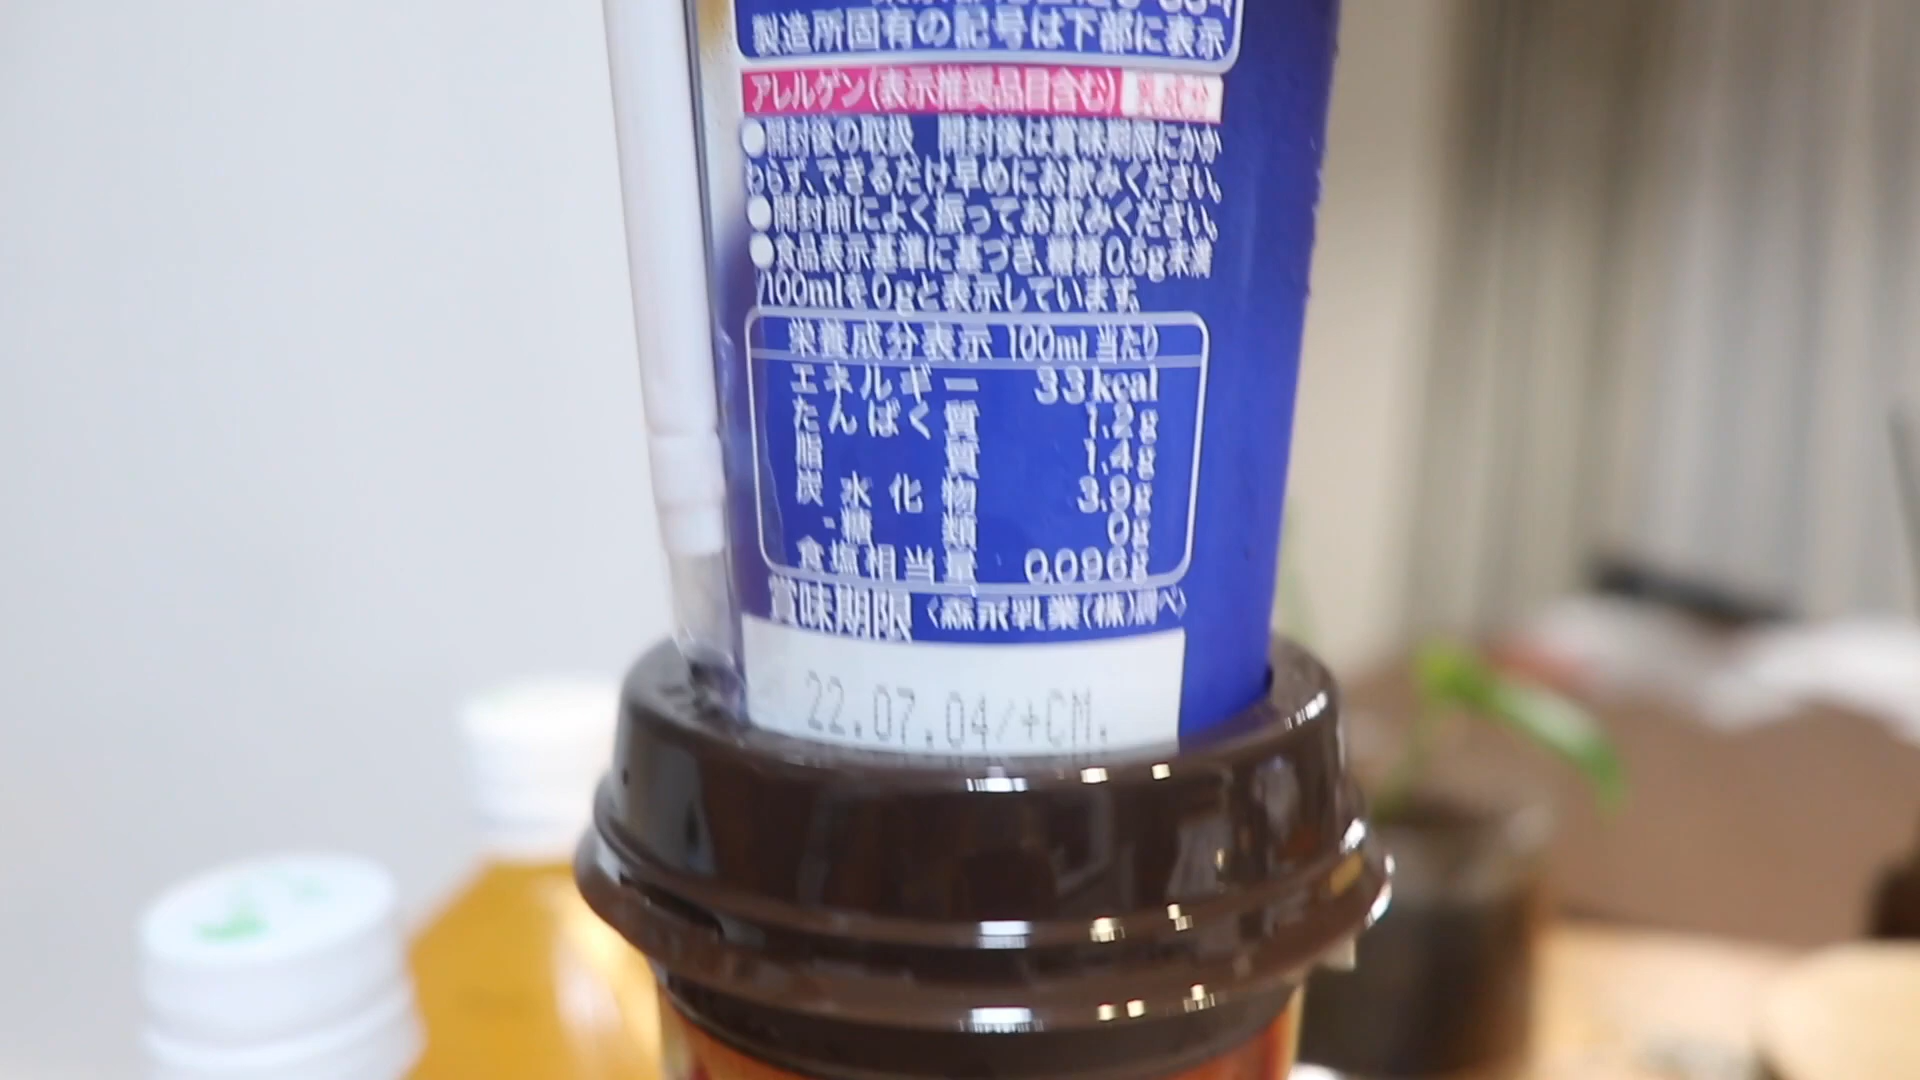 製造所固有の記号は下部に表示
アレルゲン(表示推奨品目含む) 乳成分
●開封後の取扱 開封後は賞味期限にかか
わらず、できるだけ早めにお飲みください。
●開封前によく振ってお飲みください。
●食品表示基準に基づき、糖類0.5g未満
/100mlを0gと表示しています。
栄養成分表示 100ml当たり
エネルギー 33kcal
たんぱく質 1.2g
脂質 1.4g
炭水化物 3.9g
-糖類 0g
食塩相当量 0.096g
賞味期限〈森永乳業(株)調べ〉
22.07.04/+CM.